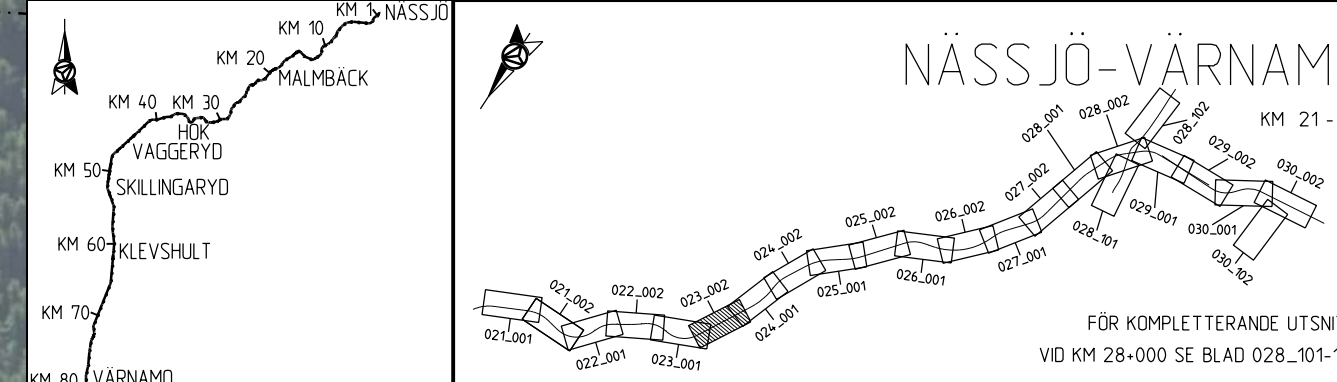 KM 1 NÄSSJÖ
KM 10
KM 20
MALMBÄCK
KM 40 KM 30
HOK
VAGGERYD
KM 50
SKILLINGARYD
KM 60 KLEVSHULT
KM 70
KM 80 VÄRNAMO
NÄSSJÖ-VÄRNAM
KM 21 -
021_001
021_002
022_001
022_002
023_001
023_002
024_001
024_002
025_001
025_002
026_001
026_002
027_001
027_002
028_001
028_002
028_101
028_102
029_001
029_002
030_001
030_002
030_102
FÖR KOMPLETTERANDE UTSNI
VID KM 28+000 SE BLAD 028_101-1